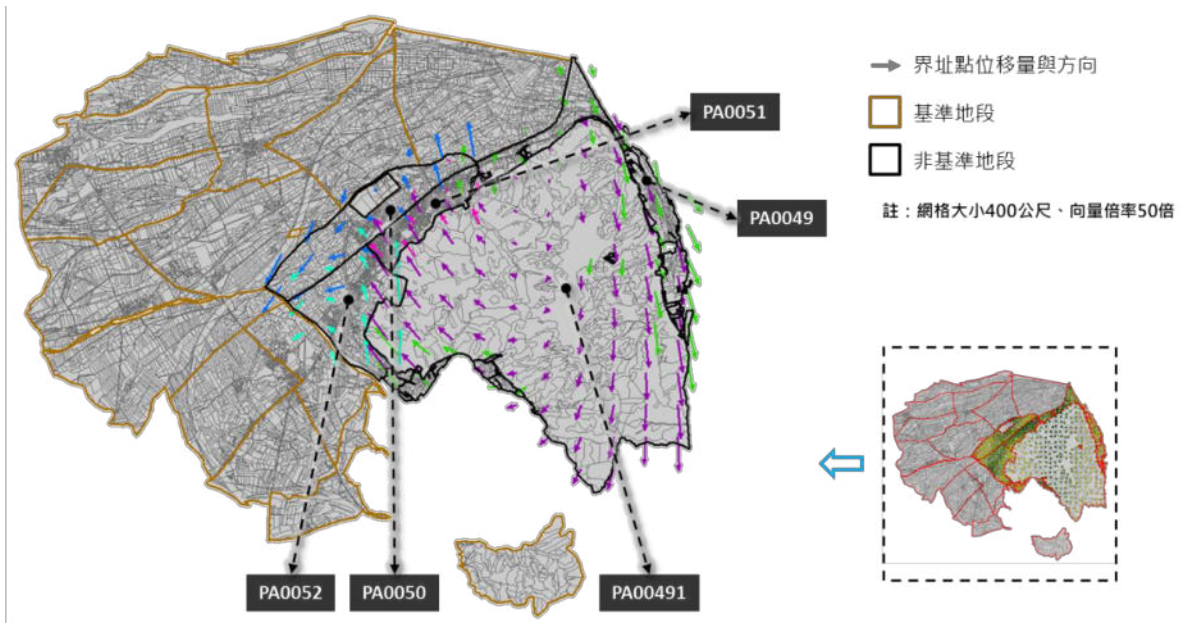 界址點位移量與方向
PA0051
基準地段
非基準地段
PA0049
註：網格大小400公尺、向量倍率50倍
PA0052
PA0050
PA00491